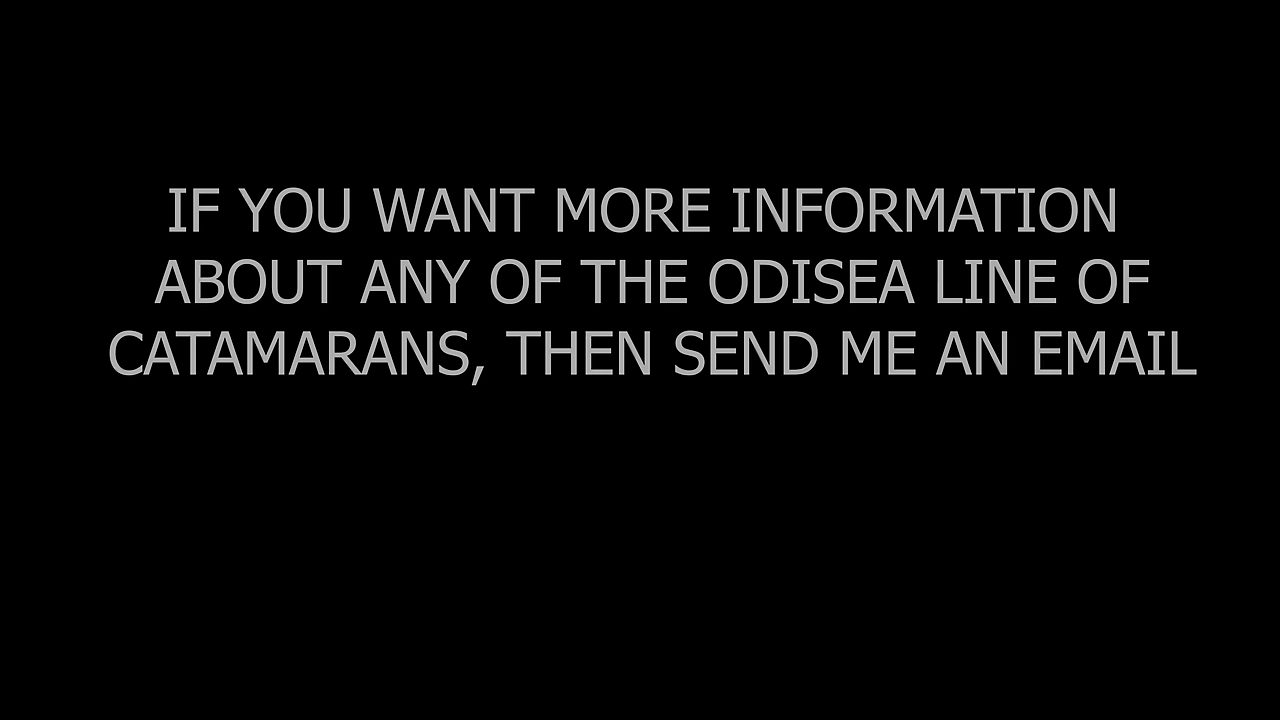 IF YOU WANT MORE INFORMATION
ABOUT ANY OF THE ODISEA LINE OF
CATAMARANS, THEN SEND ME AN EMAIL